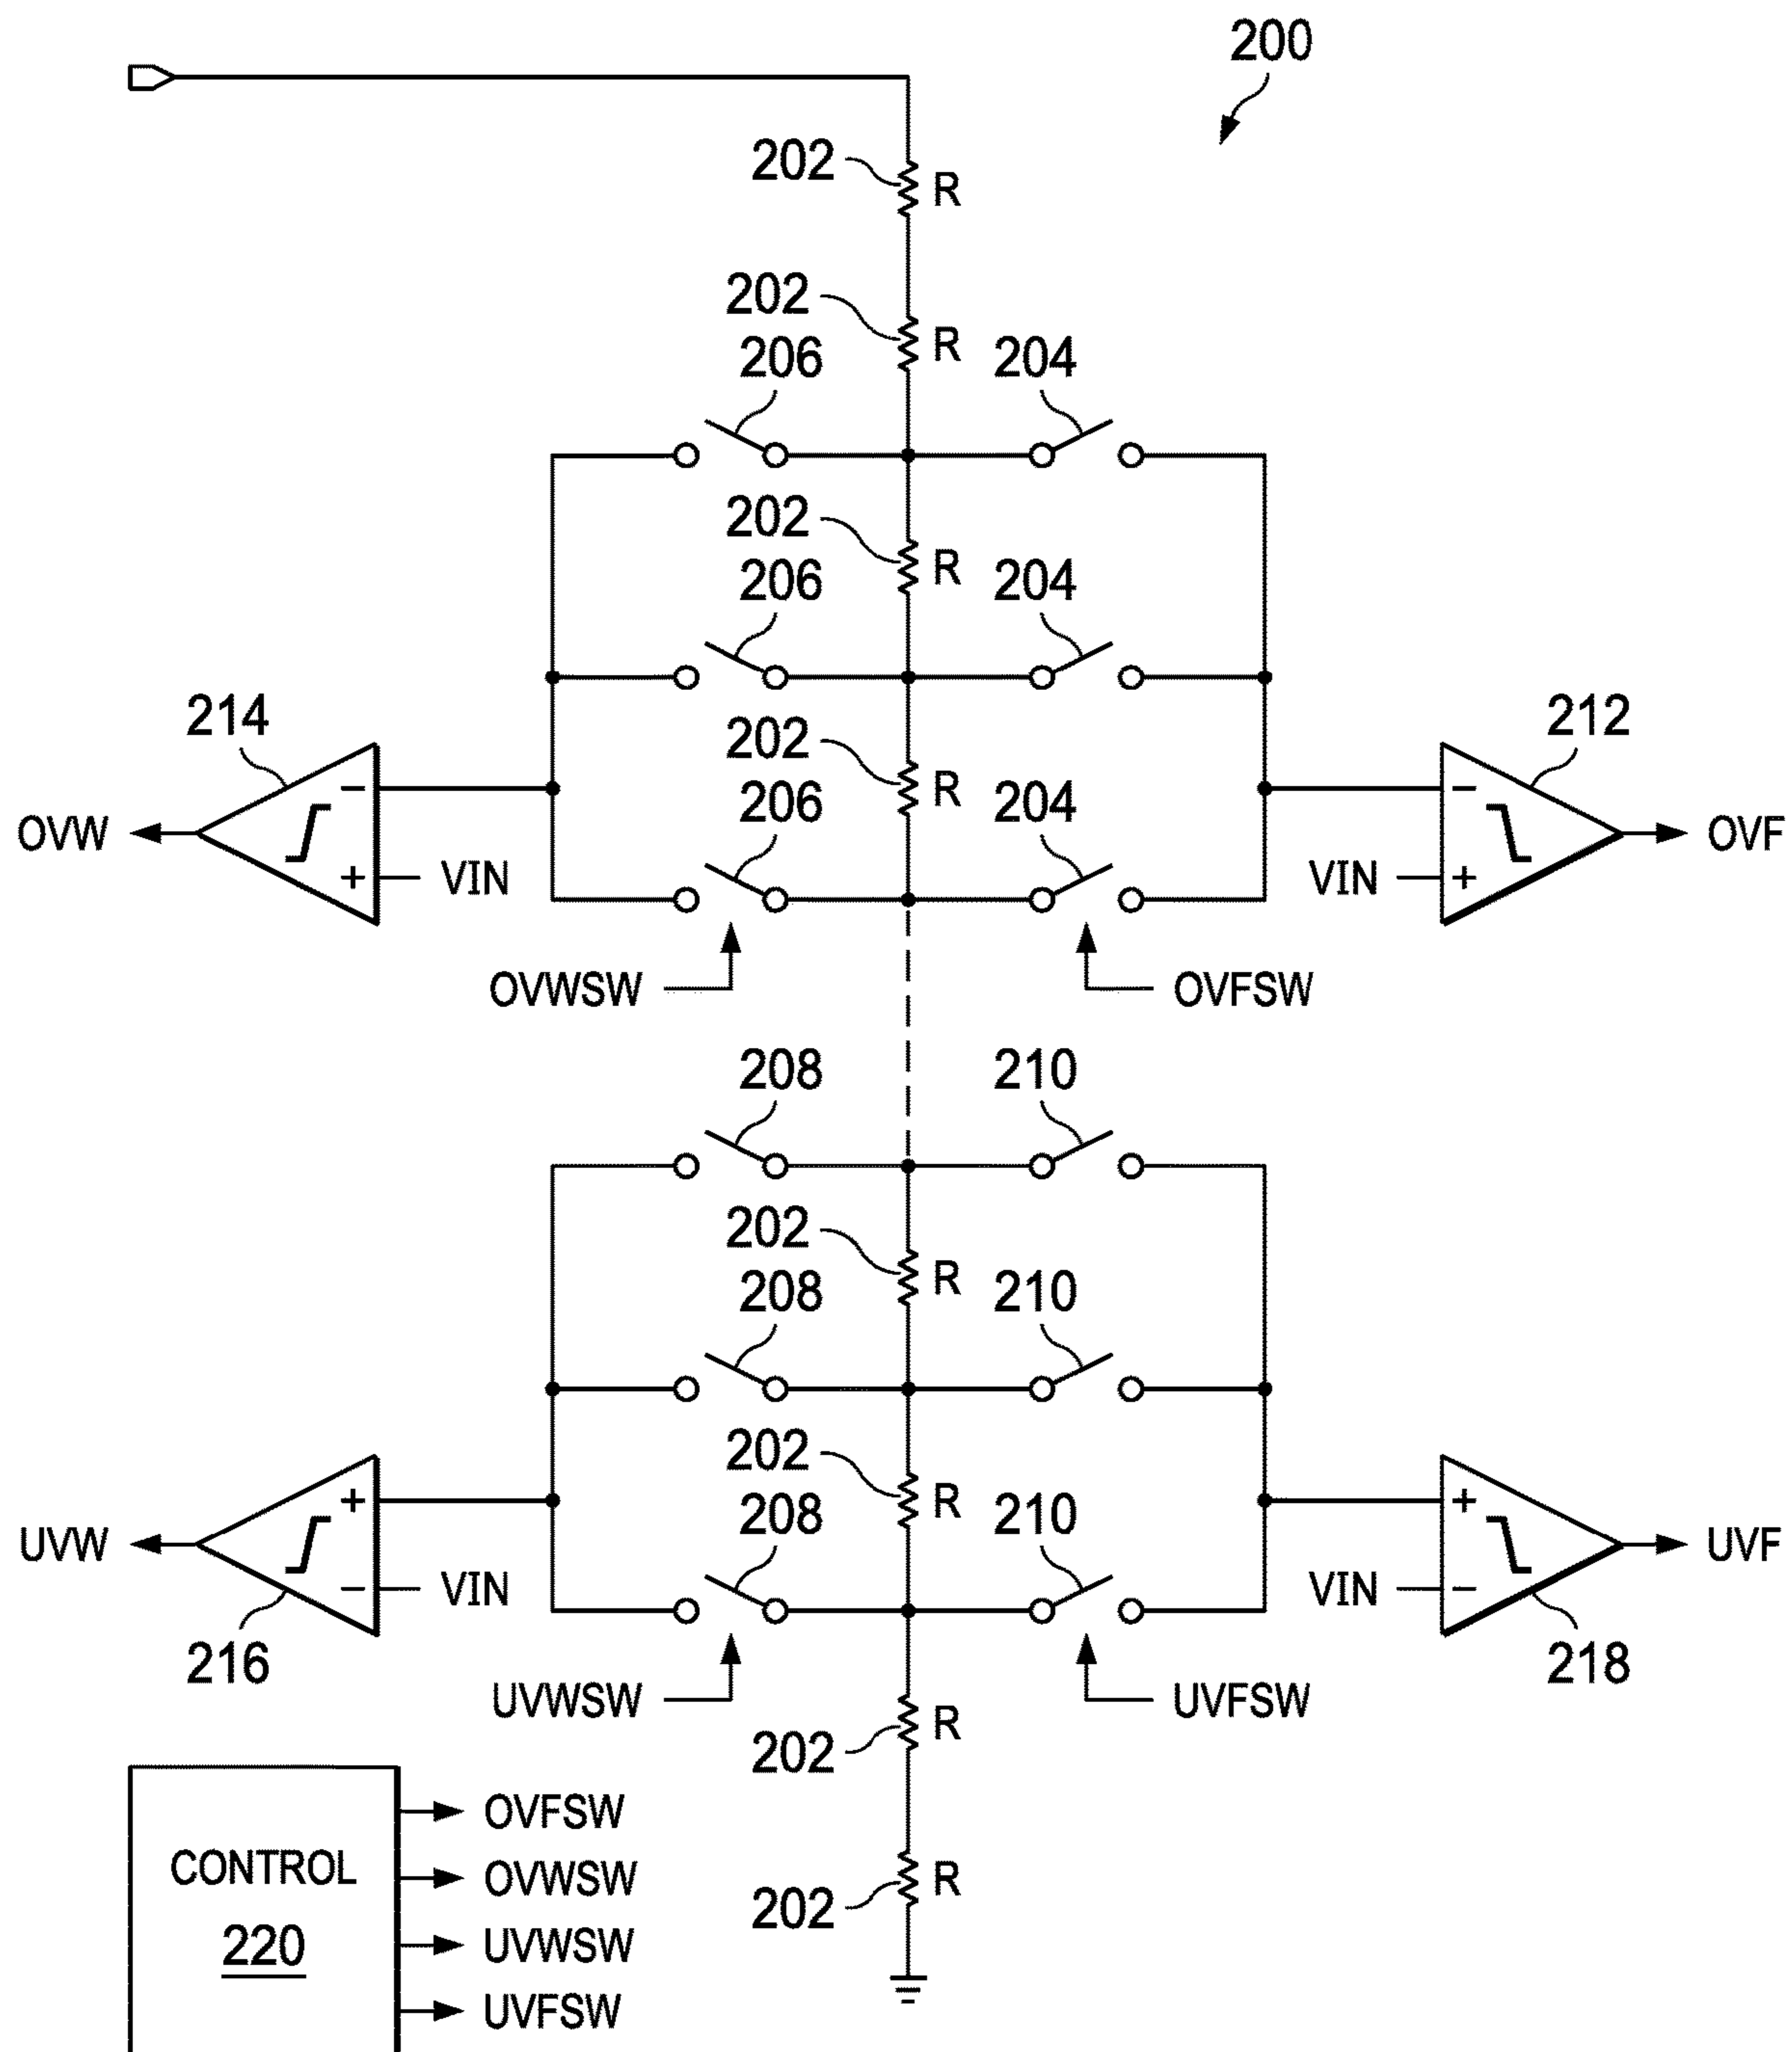 200
202
R
202
R
206
204
202
R
206
204
214
212
202
R
206
204
OVW
−
+
VIN
VIN
−
+
OVF
OVWSW
OVFSW
208
210
202
R
208
210
202
R
208
210
UVW
+
−
VIN
VIN
+
−
UVF
216
218
UVWSW
UVFSW
202
R
CONTROL
220
OVFSW
OVWSW
UVWSW
UVFSW
202
R